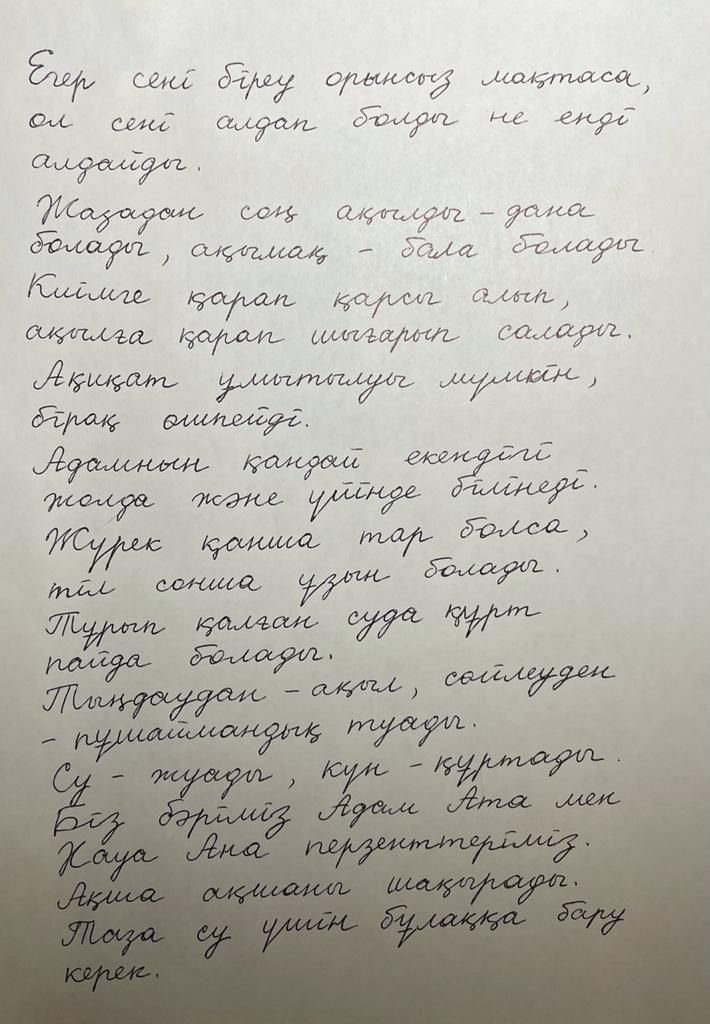 Егер сені біреу орынсыз мақтаса,
ол сені алдап болды не енді
алдайды.
Жазадан соң ақылды - дана
болады, ақымақ - бала болады.
Киімге қарап қарсы алып,
ақылға қарап шығарып салады.
Ақиқат ұмытылуы мүмкін,
бірақ өшпейді.
Адамнын қандай екендігі
жолда және үйінде білінеді.
Жүрек қанша тар болса,
тіл сонша ұзын болады.
Тұрып қалған суда құрт
пайда болады.
Тыңдаудан - ақыл, сөйлеуден
- пұшаймандық туады.
Су - жуады, күн - құртады.
Біз бәріміз Адам Ата мен
Хауа Ана перзенттеріміз.
Ақша ақшаны шақырады.
Таза су үшін бұлаққа бару
керек.